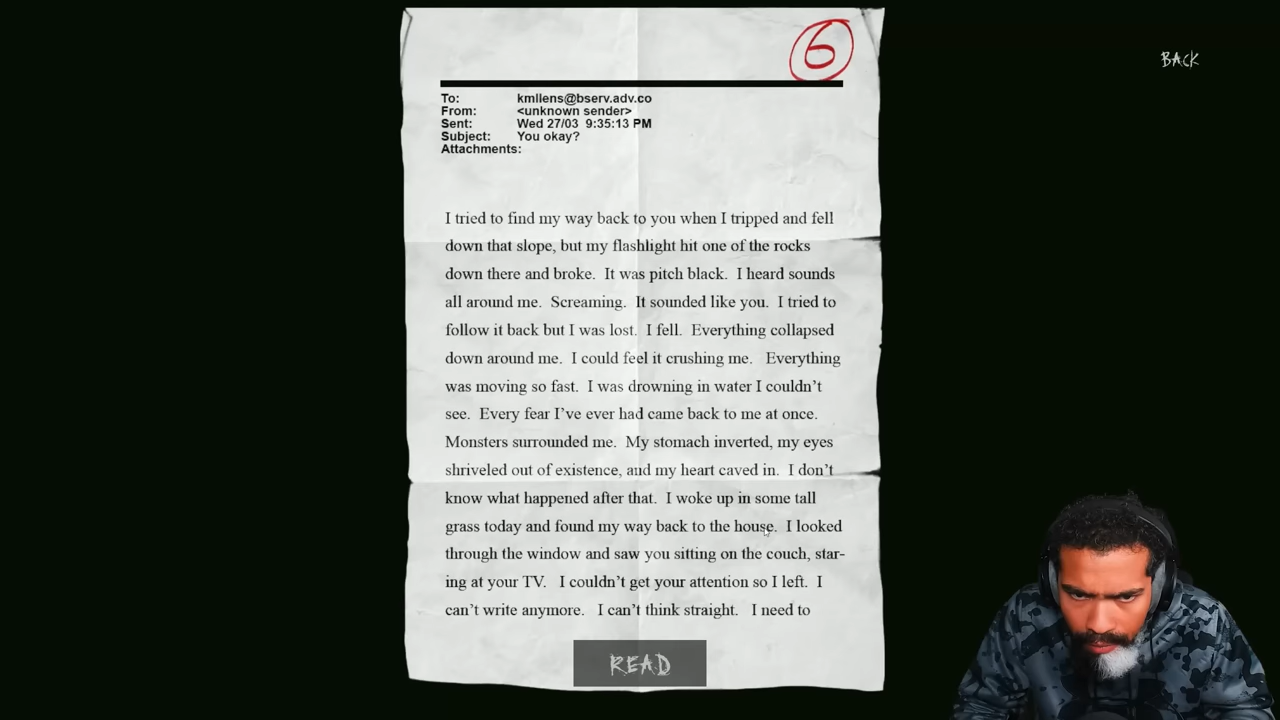 6
BACK
To: kmllens@bserv.adv.co
From: <unknown sender>
Sent: Wed 27/03 9:35:13 PM
Subject: You okay?
Attachments:
I tried to find my way back to you when I tripped and fell
down that slope, but my flashlight hit one of the rocks
down there and broke. It was pitch black. I heard sounds
all around me. Screaming. It sounded like you. I tried to
follow it back but I was lost. I fell. Everything collapsed
down around me. I could feel it crushing me. Everything
was moving so fast. I was drowning in water I couldn't
see. Every fear I've ever had came back to me at once.
Monsters surrounded me. My stomach inverted, my eyes
shriveled out of existence, and my heart caved in. I don't
know what happened after that. I woke up in some tall
grass today and found my way back to the house. I looked
through the window and saw you sitting on the couch, star-
ing at your TV. I couldn't get your attention so I left. I
can't write anymore. I can't think straight. I need to
READ